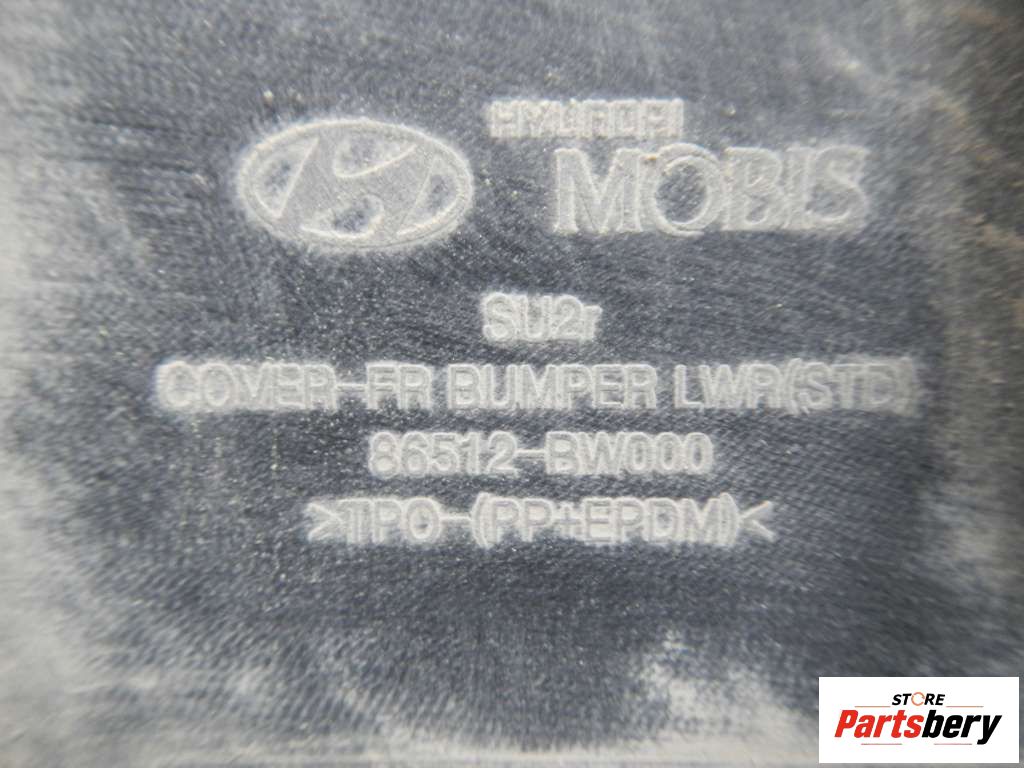 HYUNDAI
MOBIS
SU2r
COVER-FR BUMPER LWR(STD)
86512-BW000
>TPO-(PP+EPDM)<
STORE
Partsbery